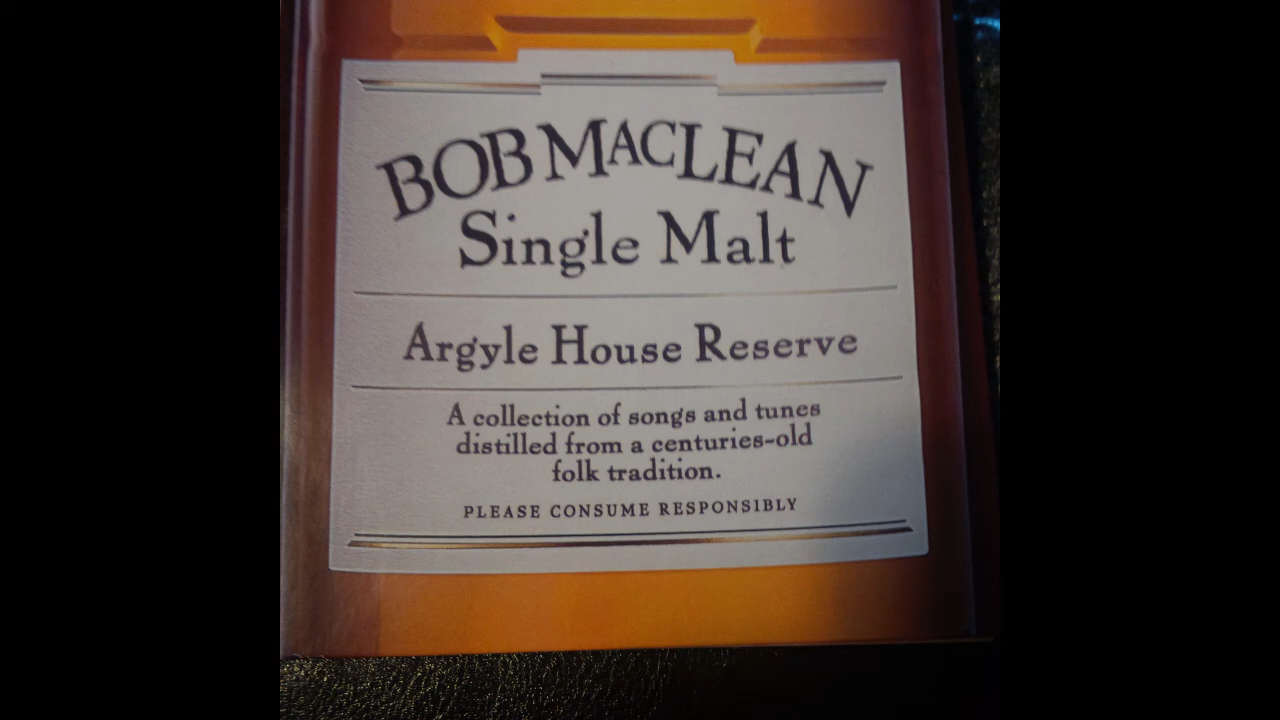 BOB MACLEAN
Single Malt
Argyle House Reserve
A collection of songs and tunes
distilled from a centuries-old
folk tradition.
PLEASE CONSUME RESPONSIBLY